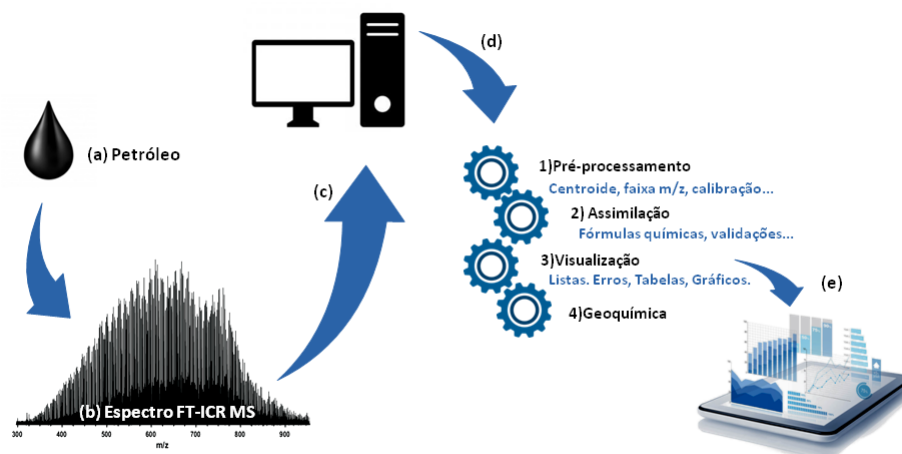 (a) Petróleo
(b) Espectro FT-ICR MS
300 400 500 600 700 800 900
m/z
(c)
(d)
1)Pré-processamento
Centroide, faixa m/z, calibração...
2) Assimilação
Fórmulas químicas, validações...
3)Visualização
Listas. Erros, Tabelas, Gráficos.
4)Geoquímica
(e)